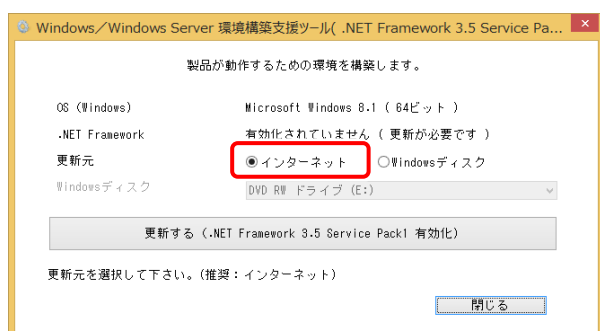 Windows／Windows Server 環境構築支援ツール( .NET Framework 3.5 Service Pa...
製品が動作するための環境を構築します。
OS (Windows) Microsoft Windows 8.1 ( 64ビット )
.NET Framework 有効化されていません ( 更新が必要です )
更新元 インターネット Windowsディスク
Windowsディスク DVD RW ドライブ (E:)
更新する (.NET Framework 3.5 Service Pack1 有効化)
更新元を選択して下さい。(推奨：インターネット)
閉じる